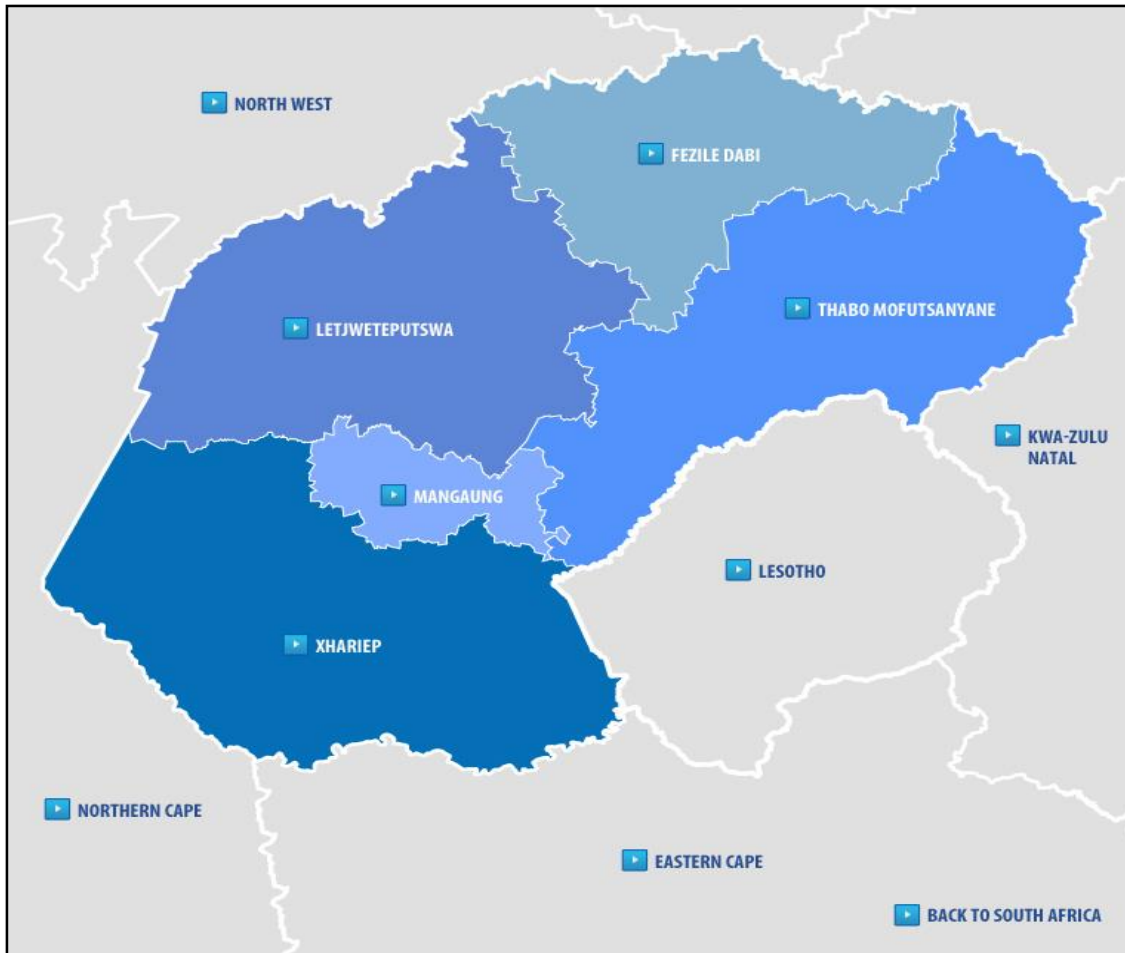 NORTH WEST
FEZILE DABI
THABO MOFUTSANYANE
LETJWETEPUTSWA
KWA-ZULU
NATAL
MANGAUNG
LESOTHO
XHARIEP
NORTHERN CAPE
EASTERN CAPE
BACK TO SOUTH AFRICA